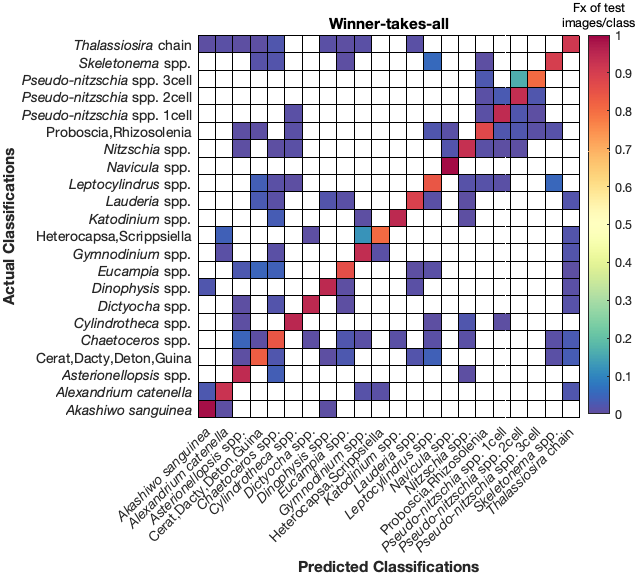 Winner-takes-all
Fx of test
images/class
Actual Classifications
Thalassiosira chain
Skeletonema spp.
Pseudo-nitzschia spp. 3cell
Pseudo-nitzschia spp. 2cell
Pseudo-nitzschia spp. 1cell
Proboscia,Rhizosolenia
Nitzschia spp.
Navicula spp.
Leptocylindrus spp.
Lauderia spp.
Katodinium spp.
Heterocapsa,Scrippsiella
Gymnodinium spp.
Eucampia spp.
Dinophysis spp.
Dictyocha spp.
Cylindrotheca spp.
Chaetoceros spp.
Cerat,Dacty,Deton,Guina
Asterionellopsis spp.
Alexandrium catenella
Akashiwo sanguinea
1
0.9
0.8
0.7
0.6
0.5
0.4
0.3
0.2
0.1
0
Akashiwo sanguinea
Alexandrium catenella
Asterionellopsis spp.
Cerat,Dacty,Deton,Guina
Chaetoceros spp.
Cylindrotheca spp.
Dictyocha spp.
Dinophysis spp.
Eucampia spp.
Gymnodinium spp.
Heterocapsa,Scrippsiella
Katodinium spp.
Lauderia spp.
Leptocylindrus spp.
Navicula spp.
Nitzschia spp.
Proboscia, Rhizosolenia
Pseudo-nitzschia spp. 1cell
Pseudo-nitzschia spp. 2cell
Pseudo-nitzschia spp. 3cell
Skeletonema spp.
Thalassiosira chain
Predicted Classifications